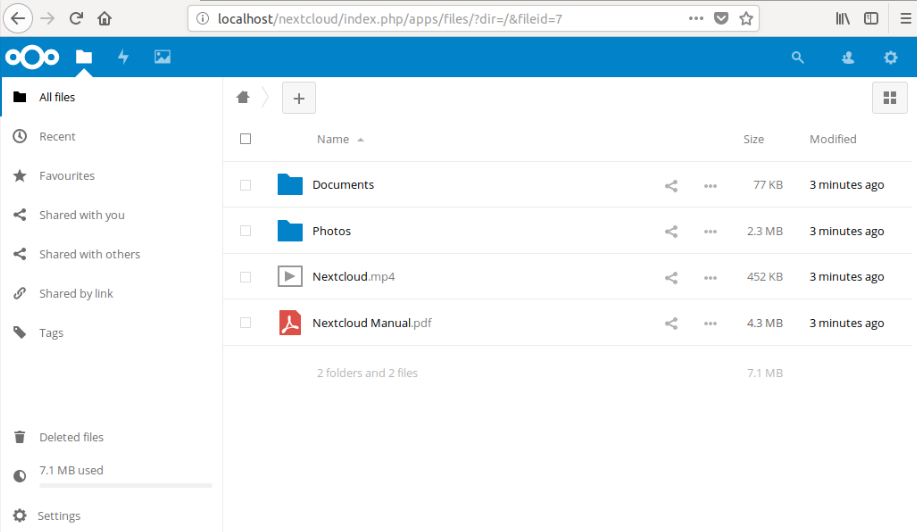 localhost/nextcloud/index.php/apps/files/?dir=/&fileid=7
All files
Recent
Favourites
Shared with you
Shared with others
Shared by link
Tags
Deleted files
7.1 MB used
Settings
Name Size Modified
Documents 77 KB 3 minutes ago
Photos 2.3 MB 3 minutes ago
Nextcloud.mp4 452 KB 3 minutes ago
Nextcloud Manual.pdf 4.3 MB 3 minutes ago
2 folders and 2 files 7.1 MB